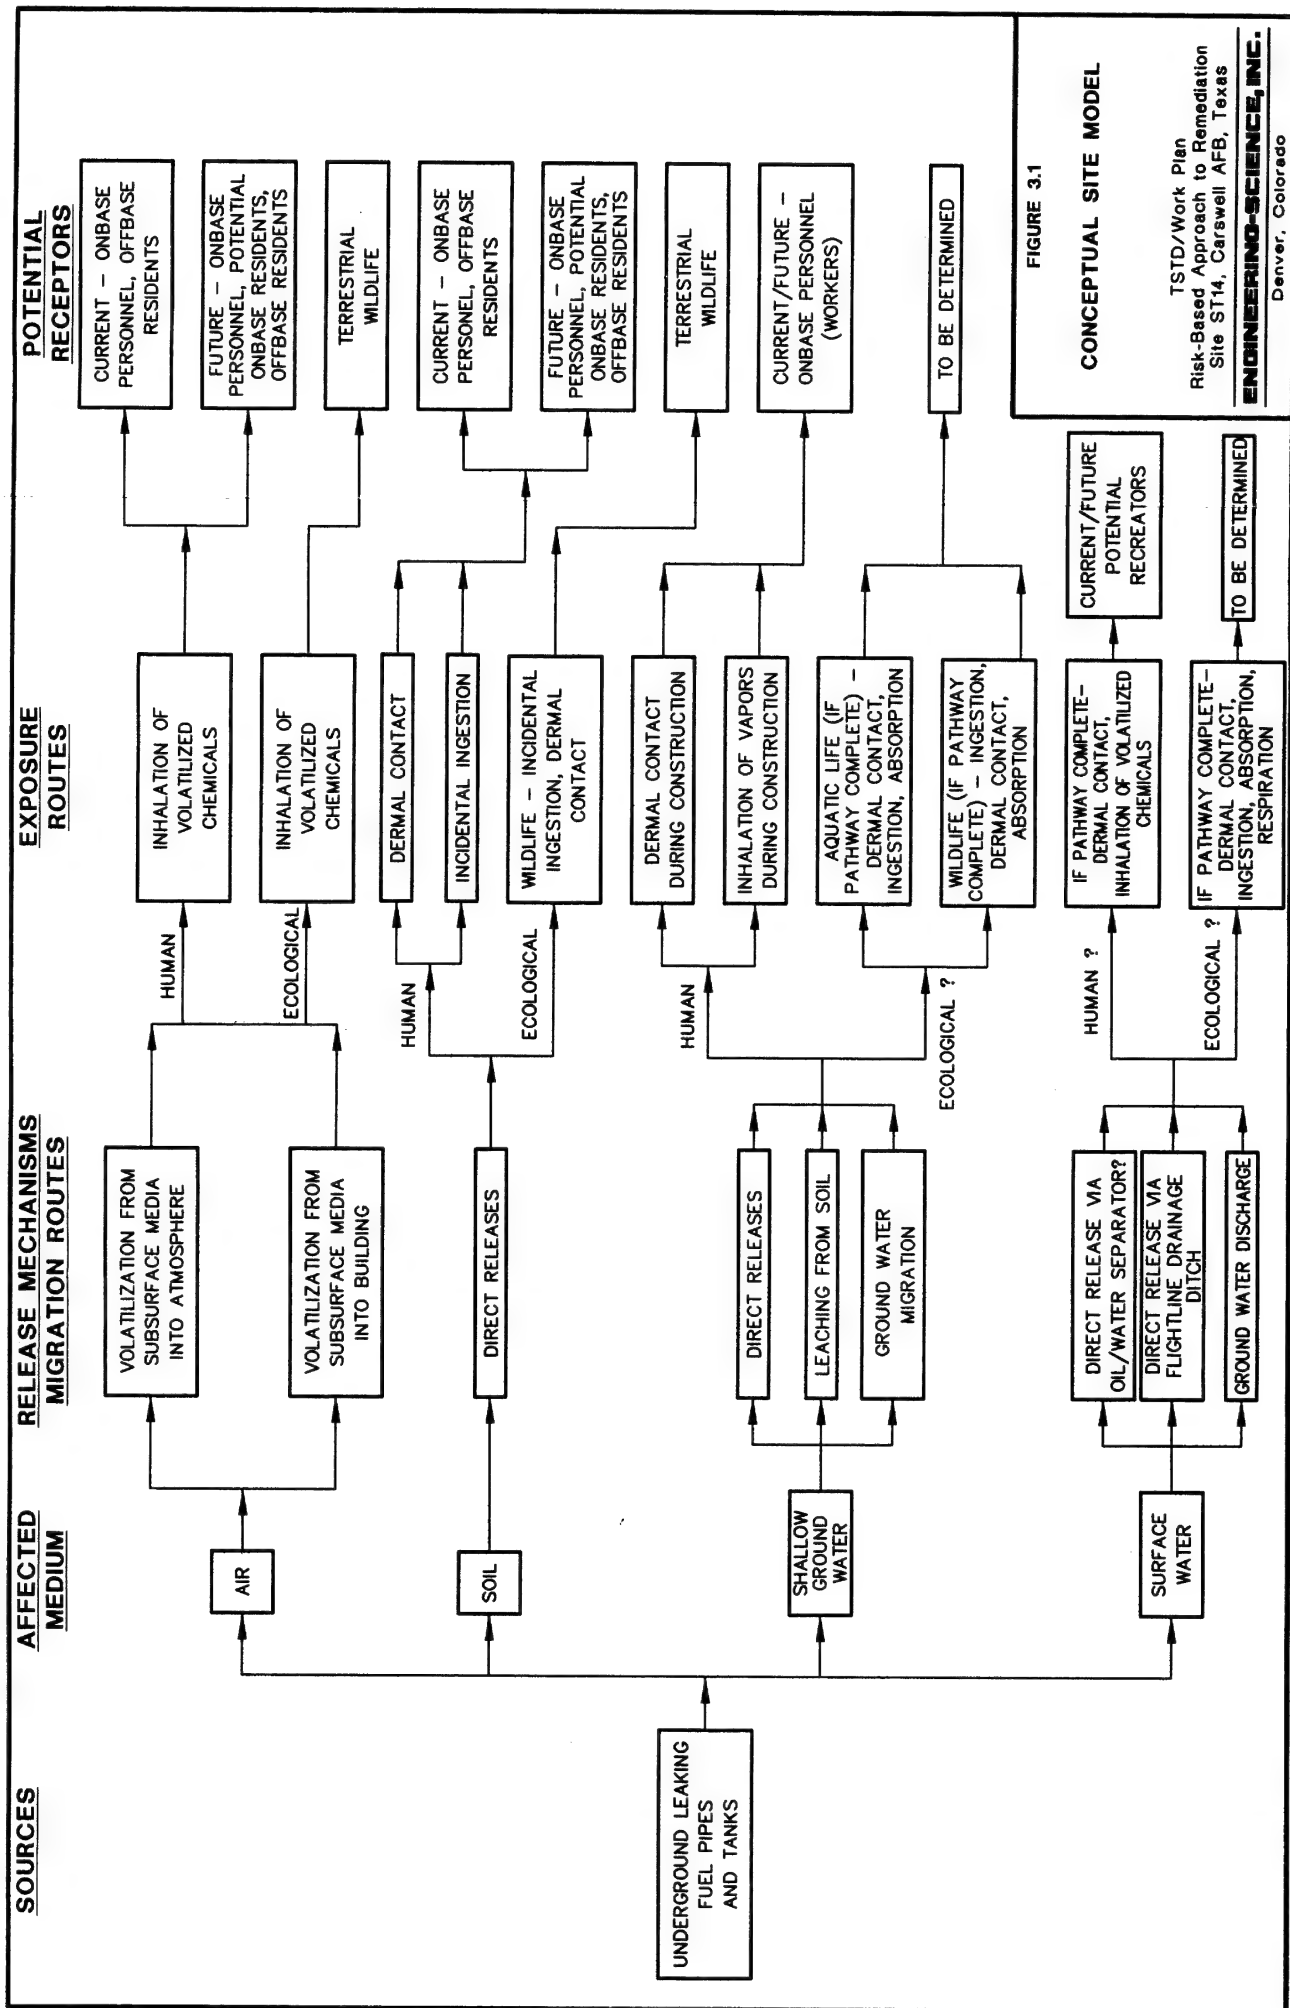 SOURCES
AFFECTED
MEDIUM
RELEASE MECHANISMS
MIGRATION ROUTES
EXPOSURE
ROUTES
POTENTIAL
RECEPTORS
UNDERGROUND LEAKING
FUEL PIPES
AND TANKS
AIR
VOLATILIZATION FROM
SUBSURFACE MEDIA
INTO ATMOSPHERE
VOLATILIZATION FROM
SUBSURFACE MEDIA
INTO BUILDING
HUMAN
ECOLOGICAL
INHALATION OF
VOLATILIZED
CHEMICALS
INHALATION OF
VOLATILIZED
CHEMICALS
CURRENT – ONBASE
PERSONNEL, OFFBASE
RESIDENTS
FUTURE – ONBASE
PERSONNEL, POTENTIAL
ONBASE RESIDENTS,
OFFBASE RESIDENTS
TERRESTRIAL
WILDLIFE
SOIL
DIRECT RELEASES
HUMAN
ECOLOGICAL
DERMAL CONTACT
INCIDENTAL INGESTION
WILDLIFE – INCIDENTAL
INGESTION, DERMAL
CONTACT
CURRENT – ONBASE
PERSONEL, OFFBASE
RESIDENTS
FUTURE – ONBASE
PERSONNEL, POTENTIAL
ONBASE RESIDENTS,
OFFBASE RESIDENTS
TERRESTRIAL
WILDLIFE
SHALLOW
GROUND
WATER
DIRECT RELEASES
LEACHING FROM SOIL
GROUND WATER
MIGRATION
HUMAN
ECOLOGICAL ?
DERMAL CONTACT
DURING CONSTRUCTION
INHALATION OF VAPORS
DURING CONSTRUCTION
AQUATIC LIFE (IF
PATHWAY COMPLETE) –
DERMAL CONTACT,
INGESTION, ABSORPTION
WILDLIFE (IF PATHWAY
COMPLETE) – INGESTION,
DERMAL CONTACT,
ABSORPTION
CURRENT/FUTURE –
ONBASE PERSONNEL
(WORKERS)
TO BE DETERMINED
SURFACE
WATER
DIRECT RELEASE VIA
OIL/WATER SEPARATOR?
DIRECT RELEASE VIA
FLIGHTLINE DRAINAGE
DITCH
GROUND WATER DISCHARGE
HUMAN ?
ECOLOGICAL ?
IF PATHWAY COMPLETE–
DERMAL CONTACT,
INHALATION OF VOLATILIZED
CHEMICALS
IF PATHWAY COMPLETE–
DERMAL CONTACT,
INGESTION, ABSORPTION,
RESPIRATION
CURRENT/FUTURE
POTENTIAL
RECREATORS
TO BE DETERMINED
FIGURE 3.1
CONCEPTUAL SITE MODEL
TSTD/Work Plan
Risk-Based Approach to Remediation
Site ST14, Carswell AFB, Texas
ENGINEERING-SCIENCE, INC.
Denver, Colorado